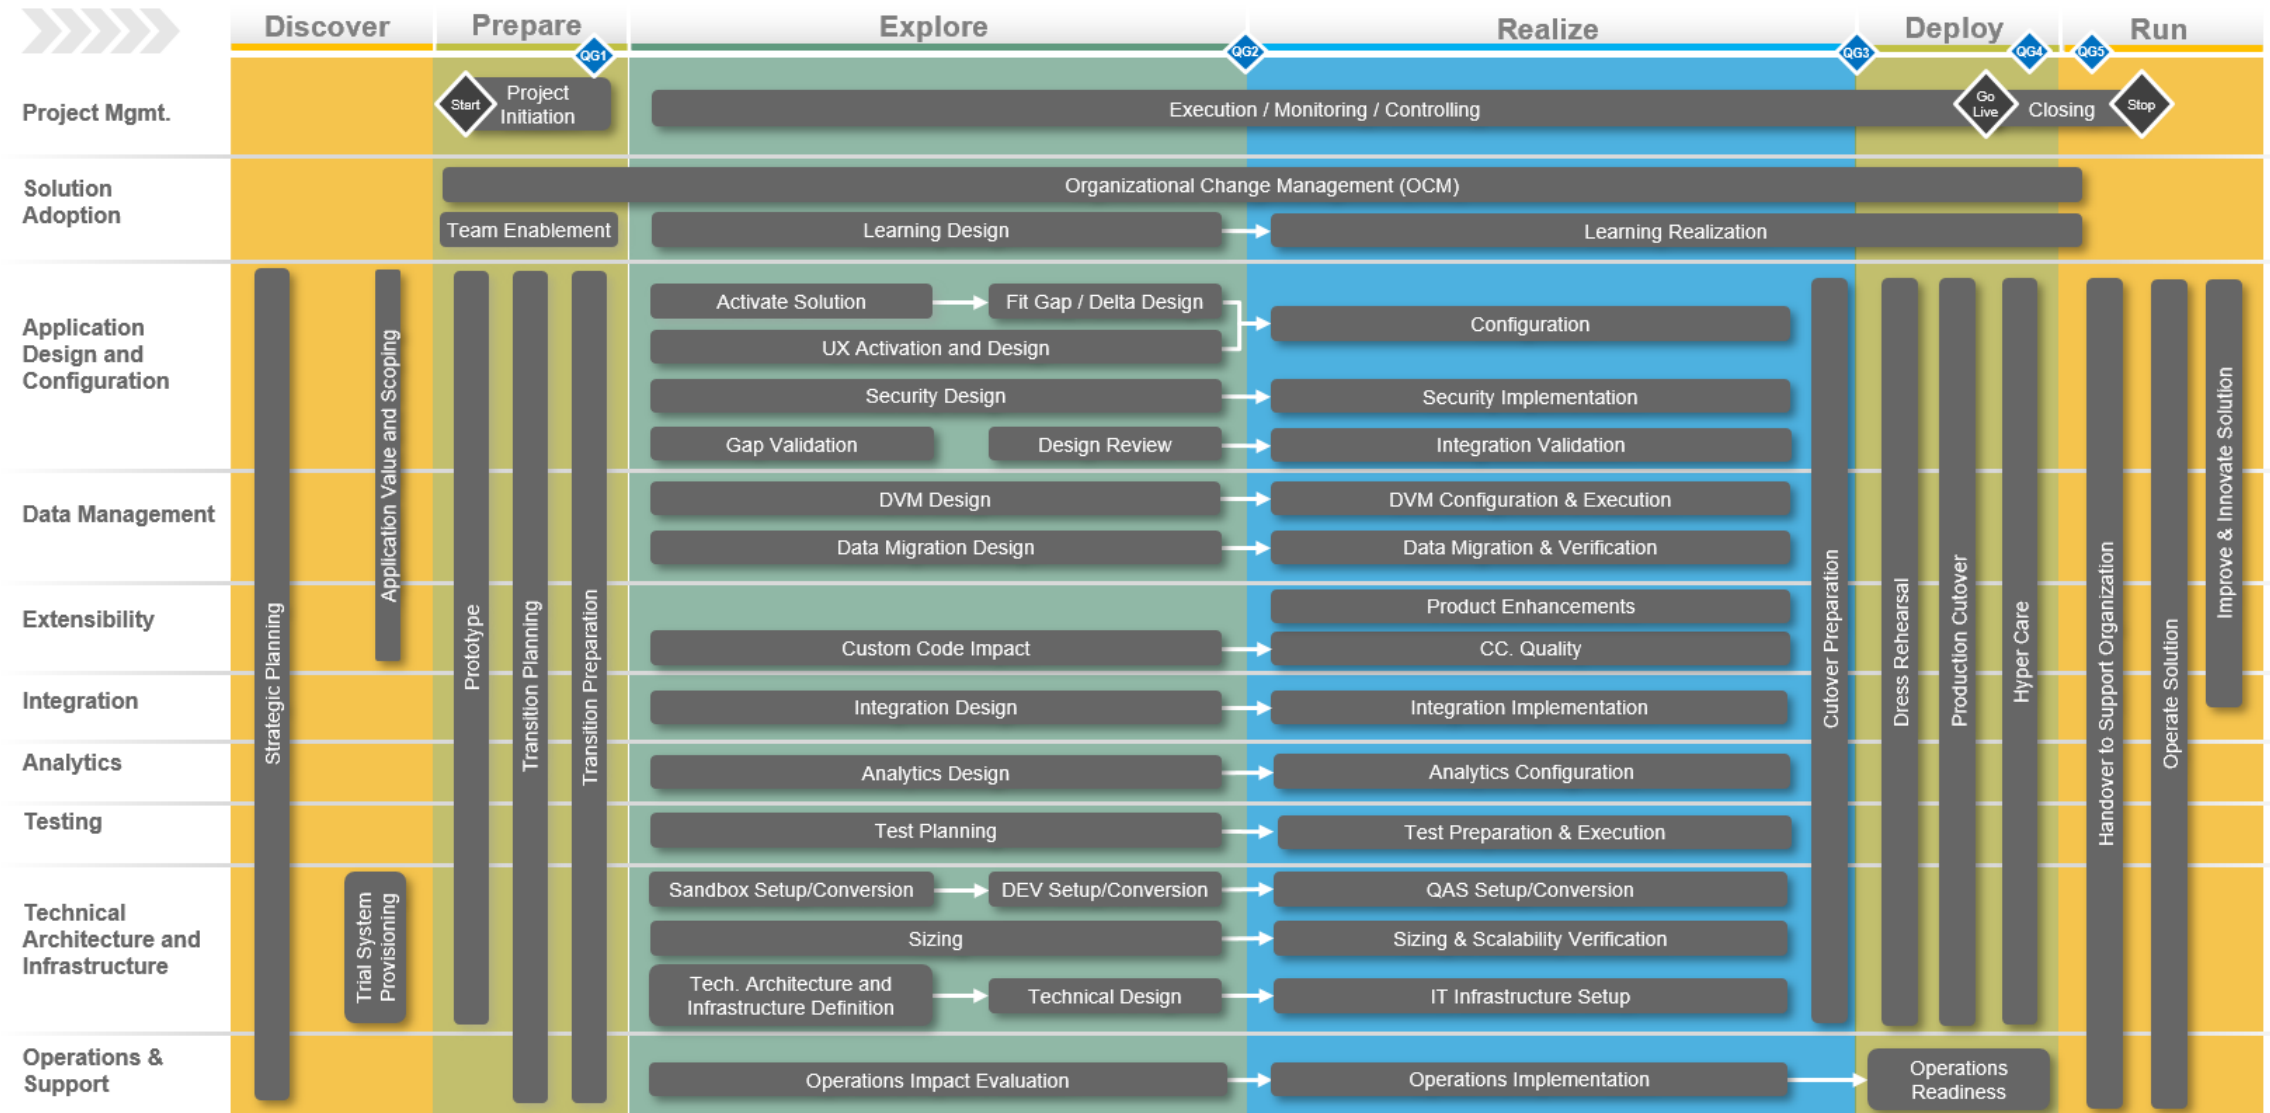 Discover
Prepare
Explore
Realize
Deploy
Run
QG1
QG2
QG3
QG4
QG5
Project Mgmt.
Start
Project
Initiation
Execution / Monitoring / Controlling
Go
Live
Closing
Stop
Solution
Adoption
Organizational Change Management (OCM)
Team Enablement
Learning Design
Learning Realization
Application
Design and
Configuration
Activate Solution
Fit Gap / Delta Design
UX Activation and Design
Configuration
Security Design
Security Implementation
Gap Validation
Design Review
Integration Validation
Data Management
DVM Design
DVM Configuration & Execution
Data Migration Design
Data Migration & Verification
Extensibility
Product Enhancements
Custom Code Impact
CC. Quality
Integration
Integration Design
Integration Implementation
Analytics
Analytics Design
Analytics Configuration
Testing
Test Planning
Test Preparation & Execution
Technical
Architecture and
Infrastructure
Sandbox Setup/Conversion
DEV Setup/Conversion
QAS Setup/Conversion
Sizing
Sizing & Scalability Verification
Tech. Architecture and
Infrastructure Definition
Technical Design
IT Infrastructure Setup
Operations &
Support
Operations Impact Evaluation
Operations Implementation
Operations
Readiness
Strategic Planning
Application Value and Scoping
Trial System
Provisioning
Prototype
Transition Planning
Transition Preparation
Cutover Preparation
Dress Rehearsal
Production Cutover
Hyper Care
Handover to Support Organization
Operate Solution
Improve & Innovate Solution